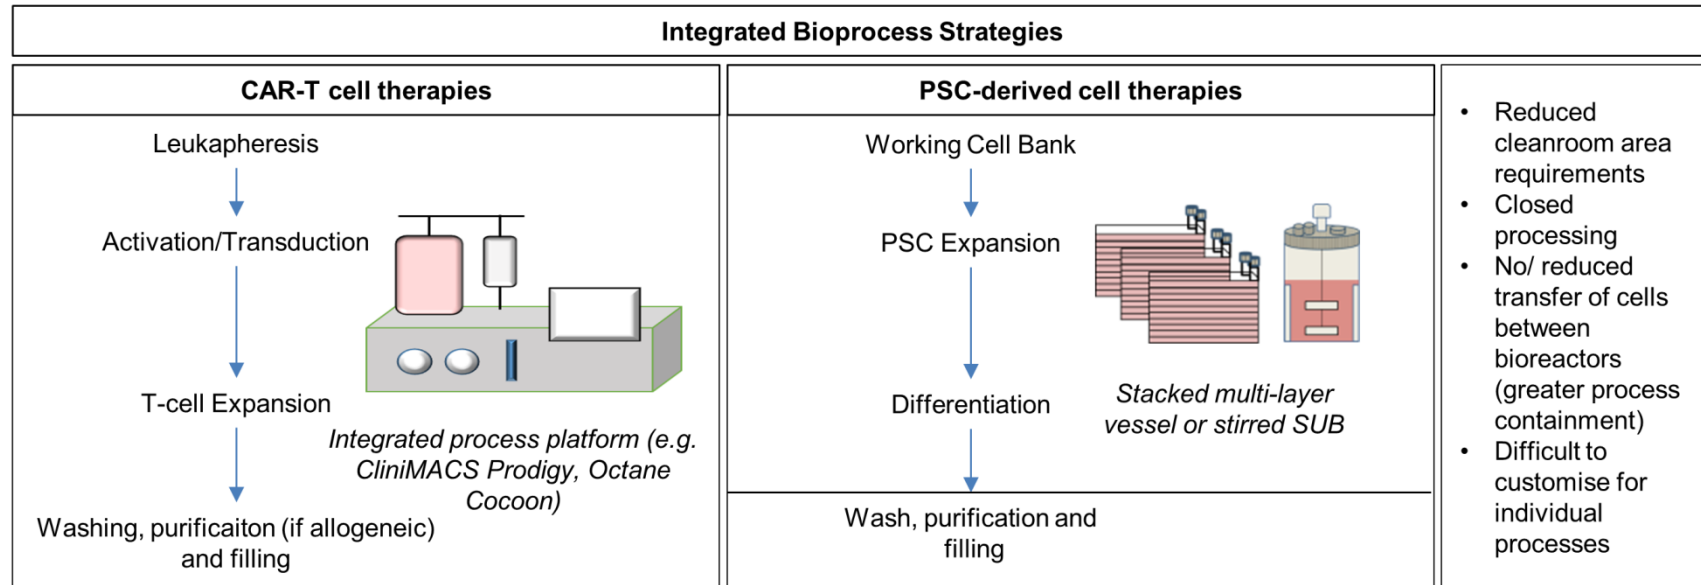 Integrated Bioprocess Strategies
CAR-T cell therapies
Leukapheresis
Activation/Transduction
T-cell Expansion
Integrated process platform (e.g.
CliniMACS Prodigy, Octane
Cocoon)
Washing, purificaiton (if allogeneic)
and filling
PSC-derived cell therapies
Working Cell Bank
PSC Expansion
Differentiation
Stacked multi-layer
vessel or stirred SUB
Wash, purification and
filling
• Reduced
cleanroom area
requirements
• Closed
processing
• No/ reduced
transfer of cells
between
bioreactors
(greater process
containment)
• Difficult to
customise for
individual
processes